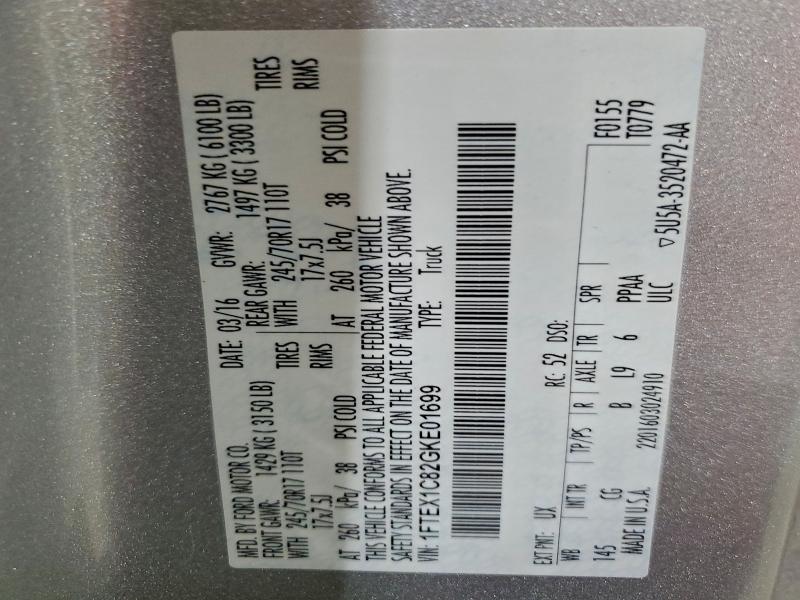 MFD. BY FORD MOTOR CO.
DATE: 03/16 GVWR: 2767 KG ( 6100 LB)
FRONT GAWR: 1429 KG ( 3150 LB) REAR GAWR: 1497 KG ( 3300 LB)
WITH 245/70R17 110T TIRES WITH 245/70R17 110T TIRES
17x7.5J RIMS 17x7.5J RIMS
AT 260 kPa/ 38 PSI COLD AT 260 kPa/ 38 PSI COLD
THIS VEHICLE CONFORMS TO ALL APPLICABLE FEDERAL MOTOR VEHICLE
SAFETY STANDARDS IN EFFECT ON THE DATE OF MANUFACTURE SHOWN ABOVE.
VIN: 1FTEX1C82GKE01699 TYPE: Truck
EXT PNT: UX RC: 52 DSO: F0155
WB INT TR TP/PS R AXLE TR SPR T0779
145 CG B L9 6 PPAA
ULC
MADE IN U.S.A. 2201603024910 ▽5U5A-3520472-AA